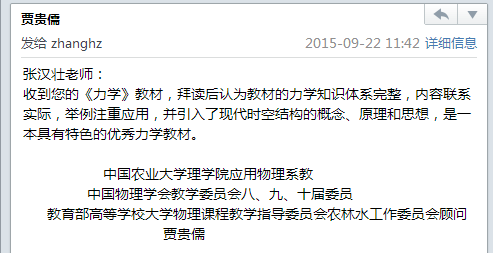 贾贵儒
发给 zhanghz
2015-09-22 11:42 详细信息
张汉壮老师：
收到您的《力学》教材，拜读后认为教材的力学知识体系完整，内容联系
实际，举例注重应用，并引入了现代时空结构的概念、原理和思想，是一
本具有特色的优秀力学教材。
中国农业大学理学院应用物理系教
中国物理学会教学委员会八、九、十届委员
教育部高等学校大学物理课程教学指导委员会农林水工作委员会顾问
贾贵儒